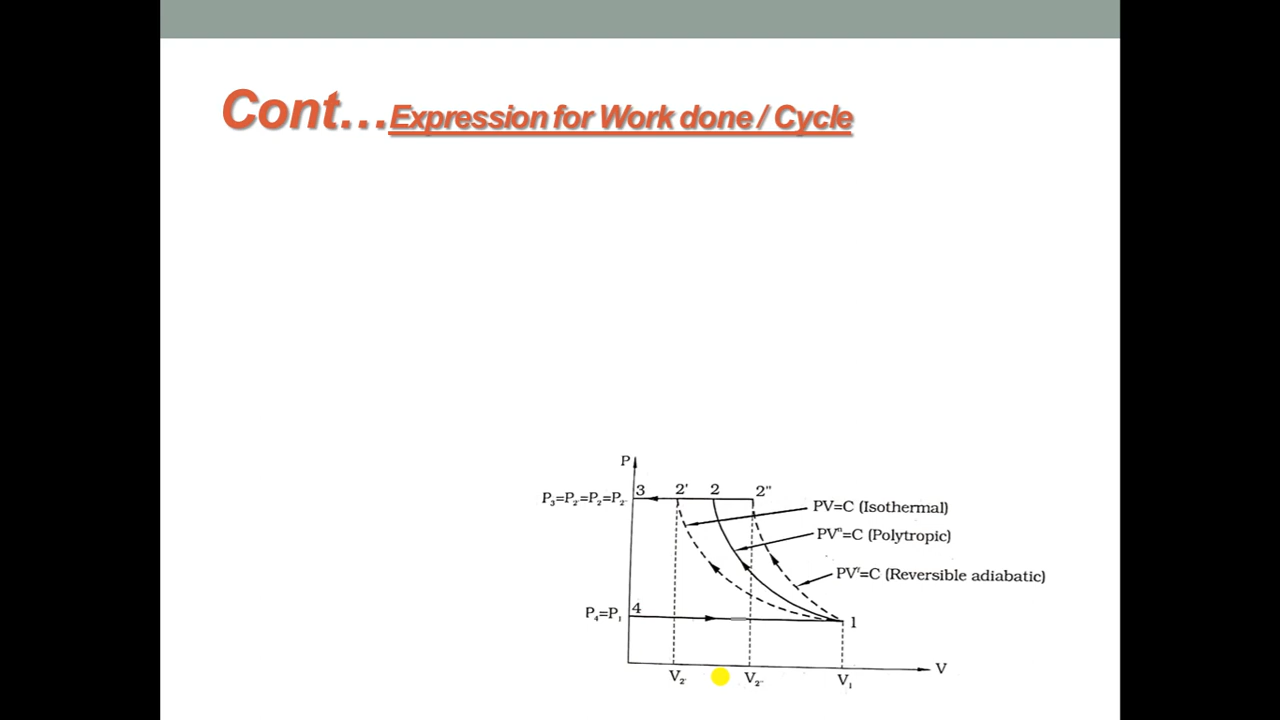 Cont…Expression for Work done / Cycle
P
3 2' 2 2"
P₃=P₂'=P₂=P₂"
PV=C (Isothermal)
PVⁿ=C (Polytropic)
PVʳ=C (Reversible adiabatic)
4
P₄=P₁
1
V
V₂' V₂" V₁